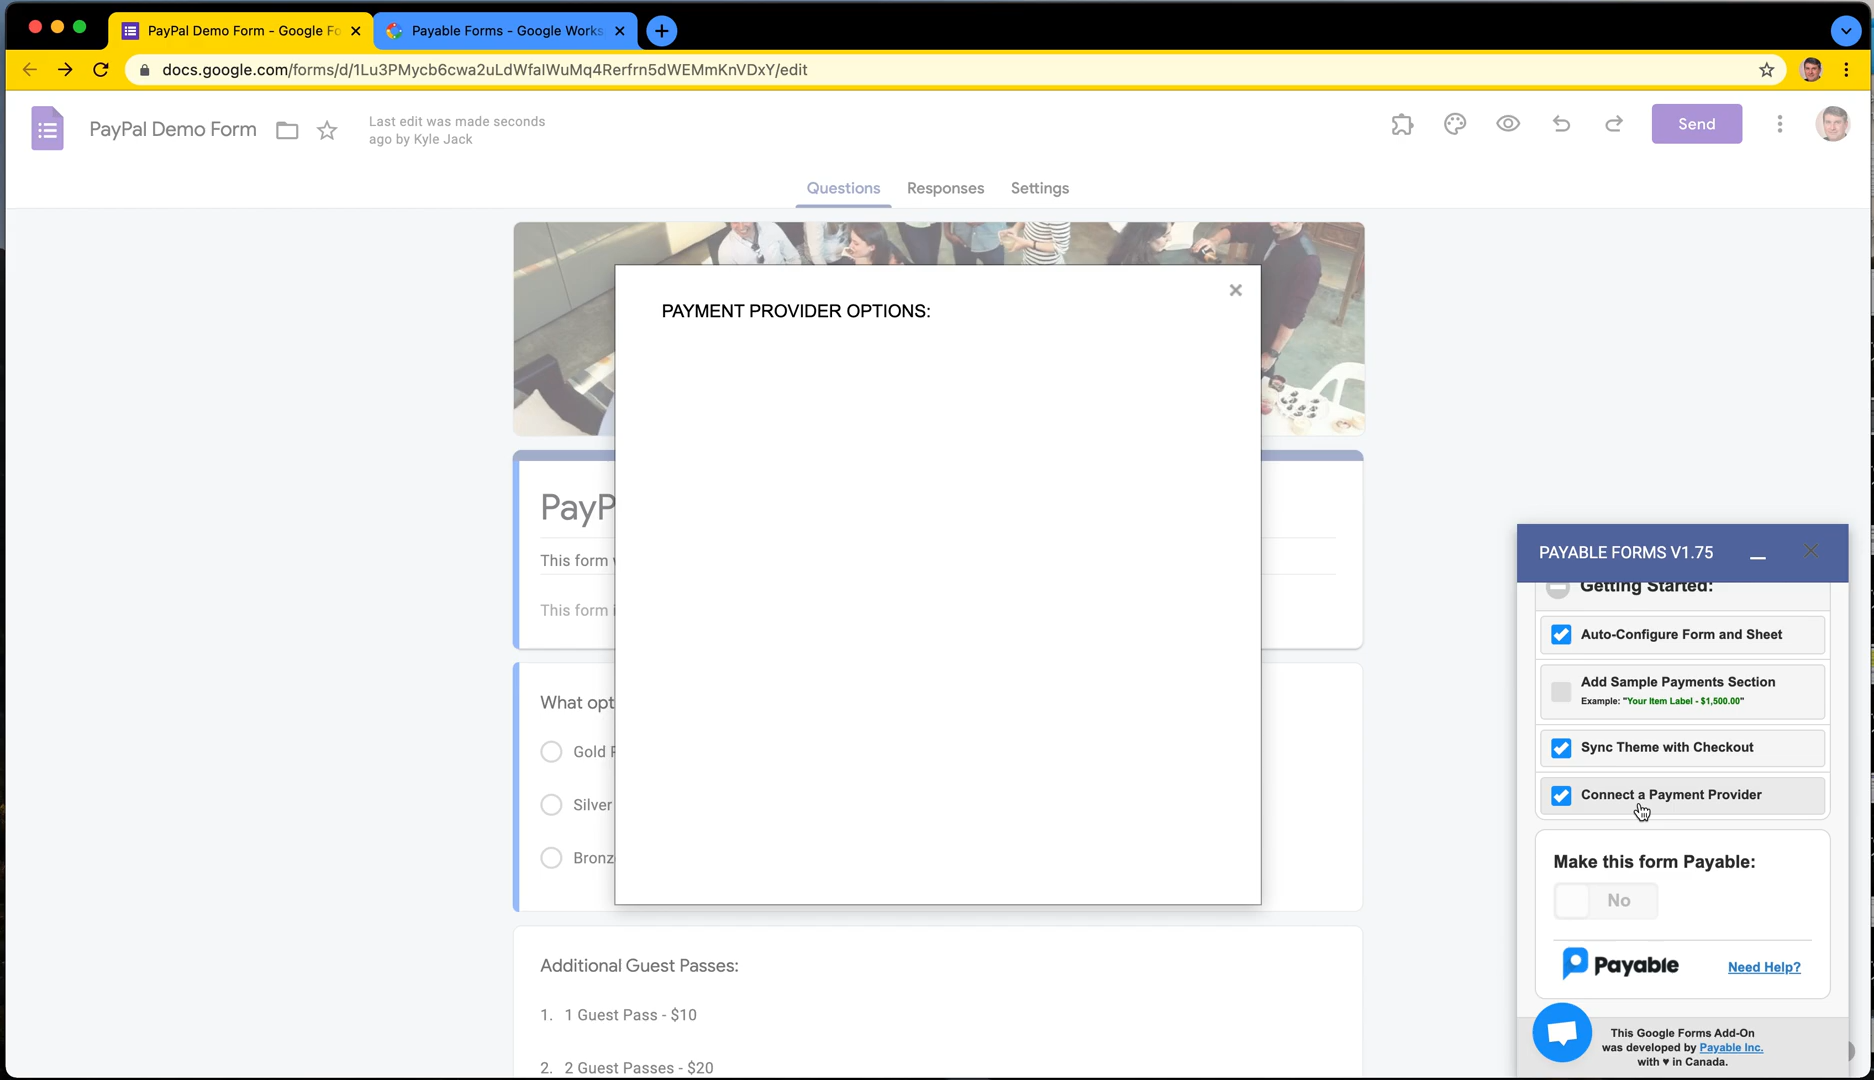 PayPal Demo Form - Google Fo
Payable Forms - Google Works
docs.google.com/forms/d/1Lu3PMycb6cwa2uLdWfalWuMq4Rerfrn5dWEMmKnVDxY/edit
PayPal Demo Form
Last edit was made seconds
ago by Kyle Jack
Send
Questions
Responses
Settings
PAYMENT PROVIDER OPTIONS:
PayP
This form
This form i
What opt
Gold P
Silver
Bronz
Additional Guest Passes:
1. 1 Guest Pass - $10
2. 2 Guest Passes - $20
PAYABLE FORMS V1.75
Getting Started:
Auto-Configure Form and Sheet
Add Sample Payments Section
Example: "Your Item Label - $1,500.00"
Sync Theme with Checkout
Connect a Payment Provider
Make this form Payable:
No
Payable
Need Help?
This Google Forms Add-On
was developed by Payable Inc.
with ♥ in Canada.